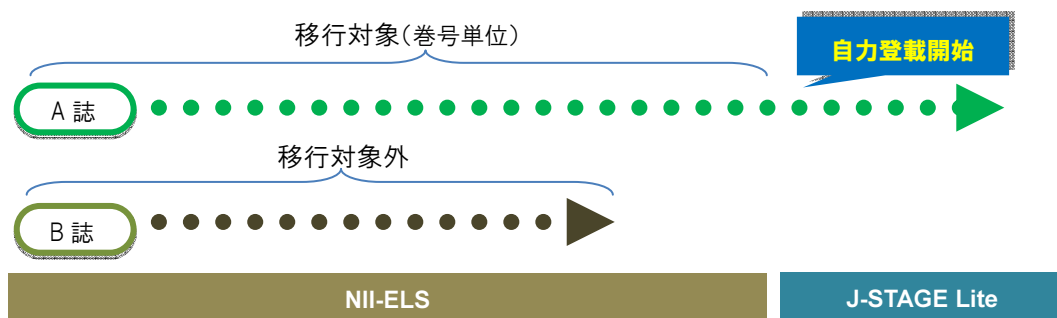 移行対象(巻号単位)
自力登載開始
A 誌
移行対象外
B 誌
NII-ELS
J-STAGE Lite